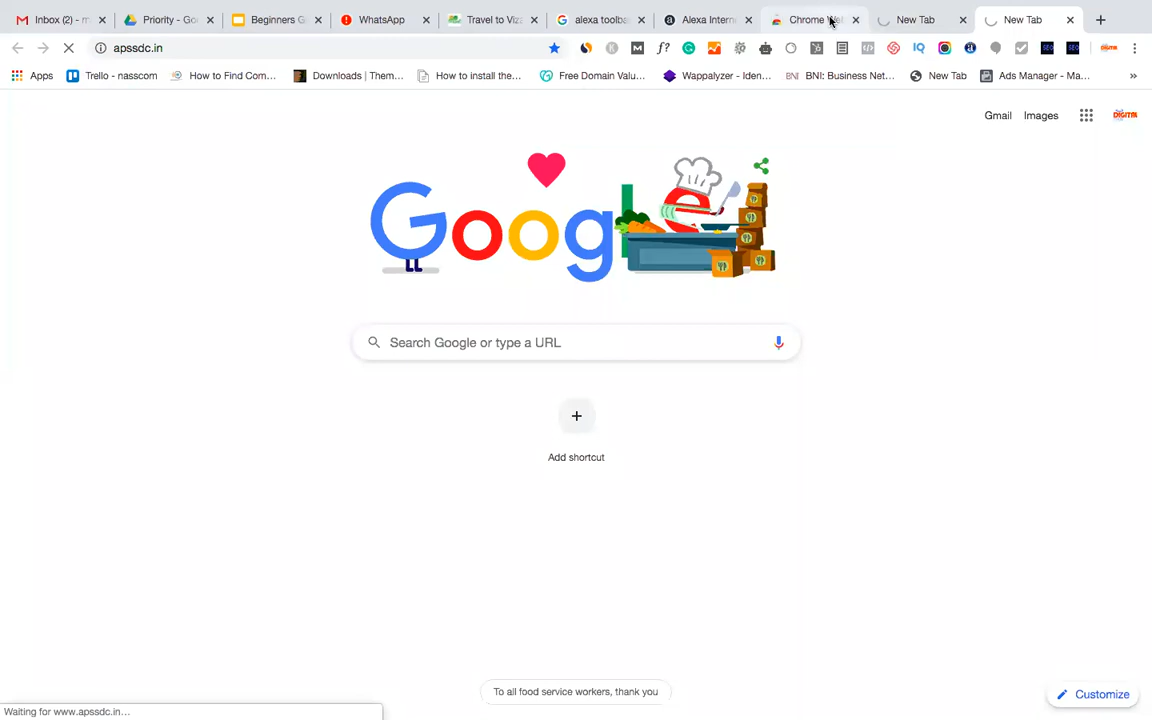 Inbox (2) - m
Priority - Go
Beginners G
WhatsApp
Travel to Viz
alexa toolba
Alexa Intern
Chrome We
New Tab
New Tab
apssdc.in
Apps
Trello - nasscom
How to Find Com...
Downloads | Them...
How to install the...
Free Domain Valu...
Wappalyzer - Iden...
BNI: Business Net...
New Tab
Ads Manager - Ma...
Gmail
Images
Google
Search Google or type a URL
Add shortcut
To all food service workers, thank you
Customize
Waiting for www.apssdc.in...